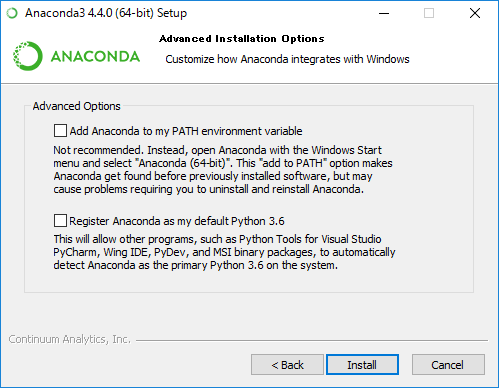 Anaconda3 4.4.0 (64-bit) Setup
Advanced Installation Options
Customize how Anaconda integrates with Windows
ANACONDA
Advanced Options
Add Anaconda to my PATH environment variable
Not recommended. Instead, open Anaconda with the Windows Start
menu and select "Anaconda (64-bit)". This "add to PATH" option makes
Anaconda get found before previously installed software, but may
cause problems requiring you to uninstall and reinstall Anaconda.
Register Anaconda as my default Python 3.6
This will allow other programs, such as Python Tools for Visual Studio
PyCharm, Wing IDE, PyDev, and MSI binary packages, to automatically
detect Anaconda as the primary Python 3.6 on the system.
Continuum Analytics, Inc.
< Back
Install
Cancel